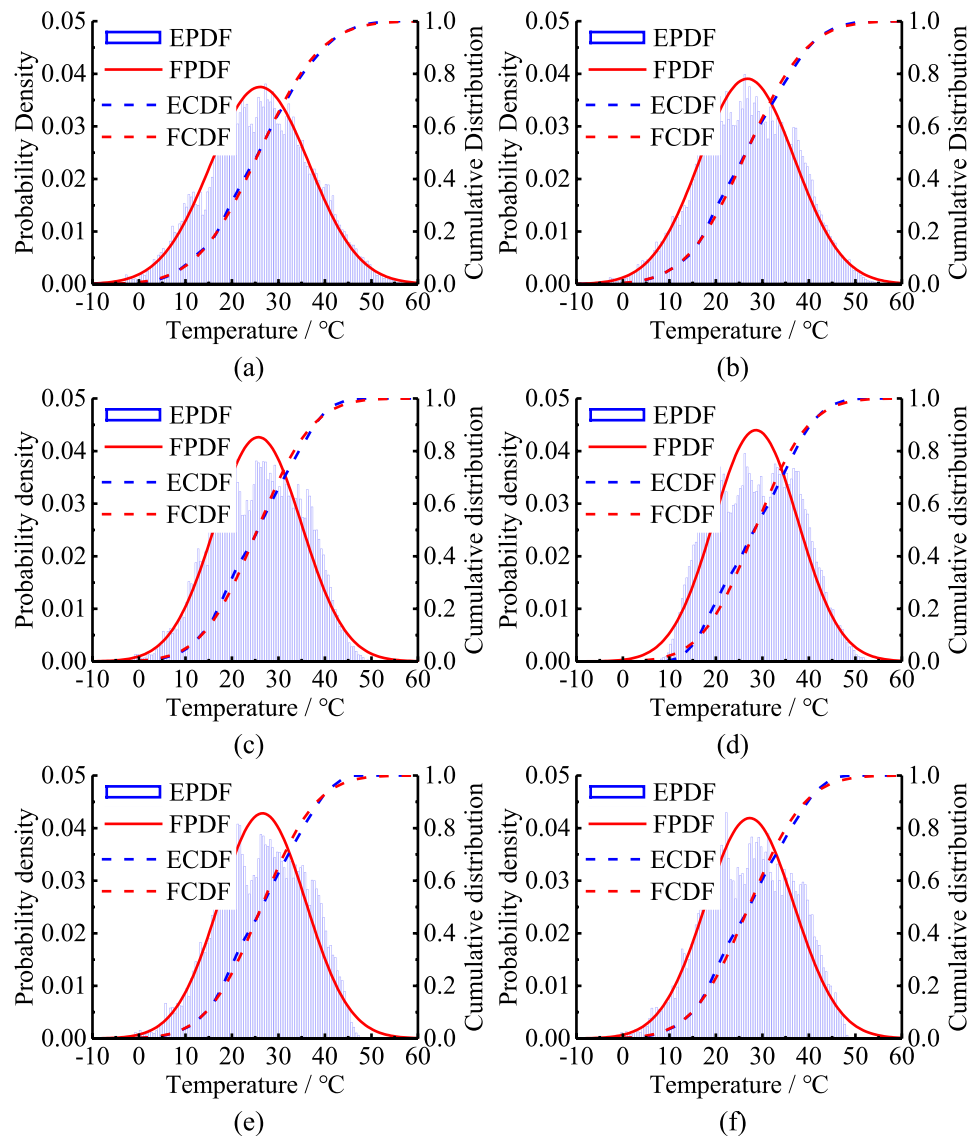 0.05
0.04
0.03
0.02
0.01
0.00
Probability Density
EPDF
FPDF
ECDF
FCDF
1.0
0.8
0.6
0.4
0.2
0.0
Cumulative Distribution
-10 0 10 20 30 40 50 60
Temperature / °C
(a)
0.05
0.04
0.03
0.02
0.01
0.00
Probability Density
EPDF
FPDF
ECDF
FCDF
1.0
0.8
0.6
0.4
0.2
0.0
Cumulative Distribution
-10 0 10 20 30 40 50 60
Temperature / °C
(b)
0.05
0.04
0.03
0.02
0.01
0.00
Probability density
EPDF
FPDF
ECDF
FCDF
1.0
0.8
0.6
0.4
0.2
0.0
Cumulative distribution
-10 0 10 20 30 40 50 60
Temperature / °C
(c)
0.05
0.04
0.03
0.02
0.01
0.00
Probability density
EPDF
FPDF
ECDF
FCDF
1.0
0.8
0.6
0.4
0.2
0.0
Cumulative distribution
-10 0 10 20 30 40 50 60
Temperature / °C
(d)
0.05
0.04
0.03
0.02
0.01
0.00
Probability density
EPDF
FPDF
ECDF
FCDF
1.0
0.8
0.6
0.4
0.2
0.0
Cumulative distribution
-10 0 10 20 30 40 50 60
Temperature / °C
(e)
0.05
0.04
0.03
0.02
0.01
0.00
Probability density
EPDF
FPDF
ECDF
FCDF
1.0
0.8
0.6
0.4
0.2
0.0
Cumulative distribution
-10 0 10 20 30 40 50 60
Temperature / °C
(f)